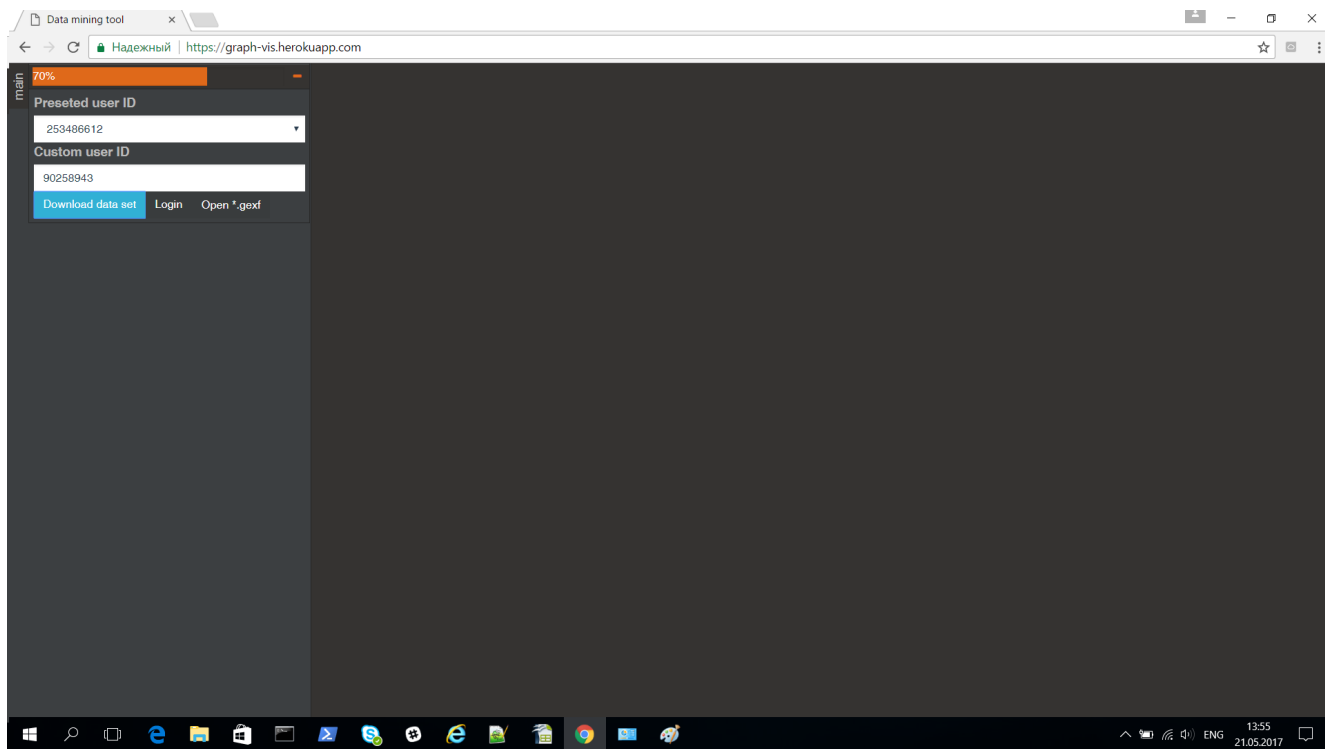 Data mining tool
Надежный https://graph-vis.herokuapp.com
main
70%
Preseted user ID
253486612
Custom user ID
90258943
Download data set Login Open *.gexf
ENG
13:55
21.05.2017